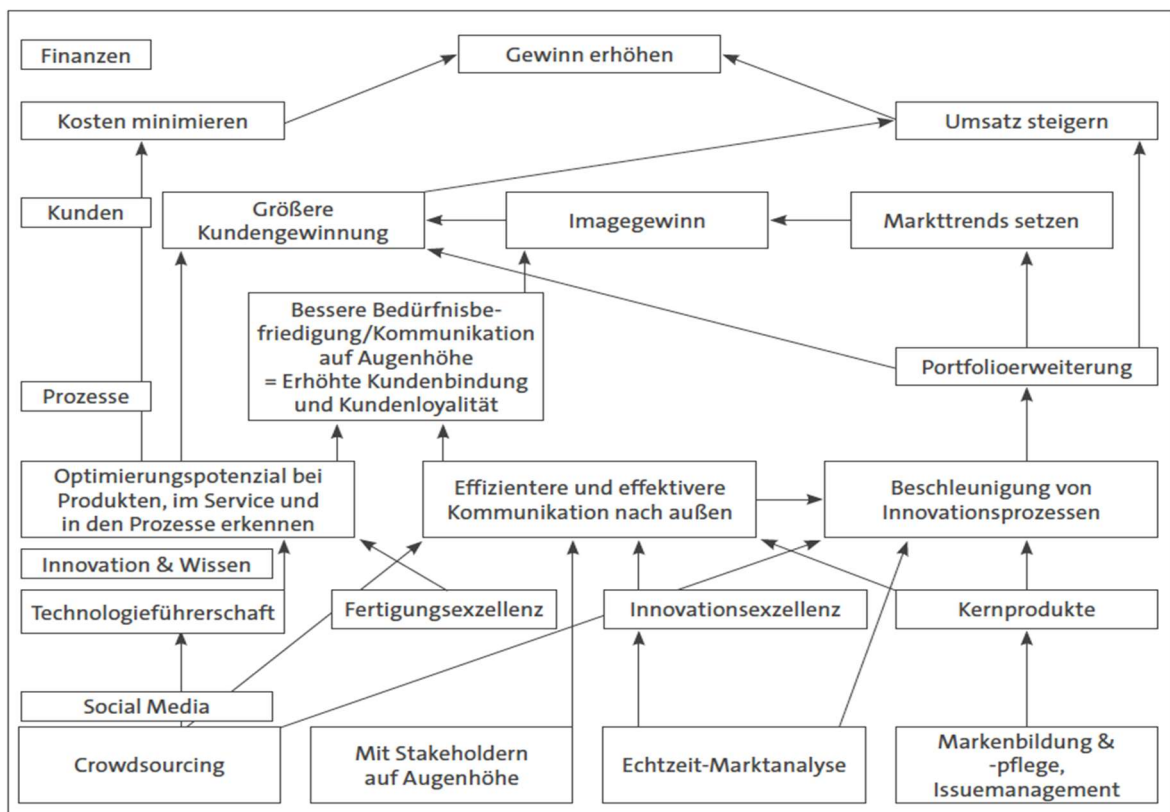 Finanzen
Gewinn erhöhen
Kosten minimieren
Umsatz steigern
Kunden
Größere
Kundengewinnung
Imagegewinn
Markttrends setzen
Bessere Bedürfnisbe-
friedigung/Kommunikation
auf Augenhöhe
= Erhöhte Kundenbindung
und Kundenloyalität
Portfolioerweiterung
Prozesse
Optimierungspotenzial bei
Produkten, im Service und
in den Prozesse erkennen
Effizientere und effektivere
Kommunikation nach außen
Beschleunigung von
Innovationsprozessen
Innovation & Wissen
Technologieführerschaft
Fertigungsexzellenz
Innovationsexzellenz
Kernprodukte
Social Media
Crowdsourcing
Mit Stakeholdern
auf Augenhöhe
Echtzeit-Marktanalyse
Markenbildung &
-pflege,
Issuemanagement